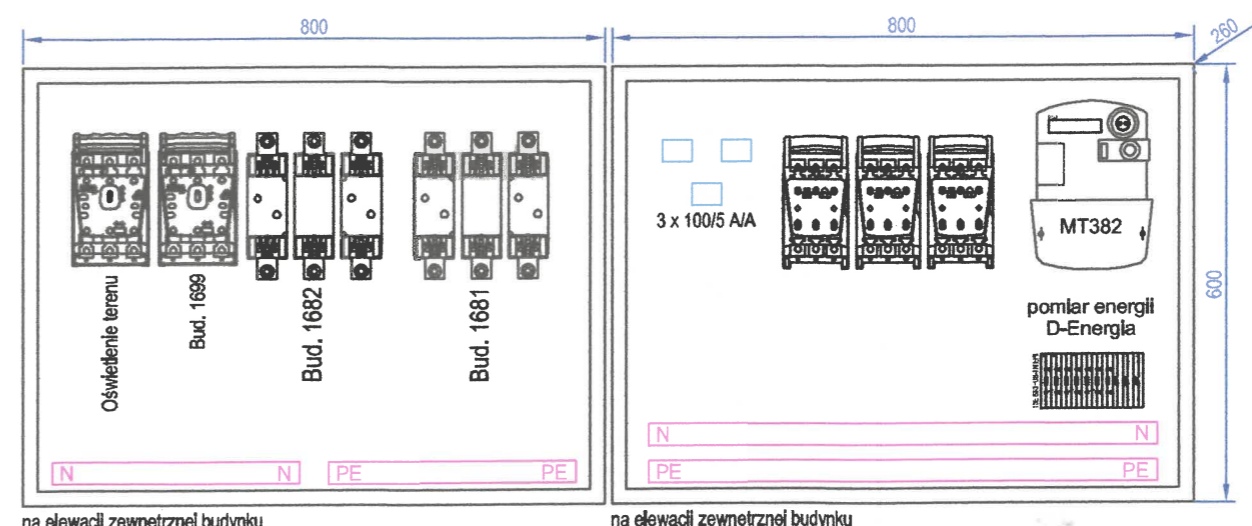 800
800
260
600
Oświetlenie terenu
Bud. 1699
Bud. 1682
Bud. 1681
3 x 100/5 A/A
MT382
pomiar energii
D-Energia
N N PE PE
N N
PE PE
na elewacji zewnętrznej budynku
na elewacji zewnętrznej budynku